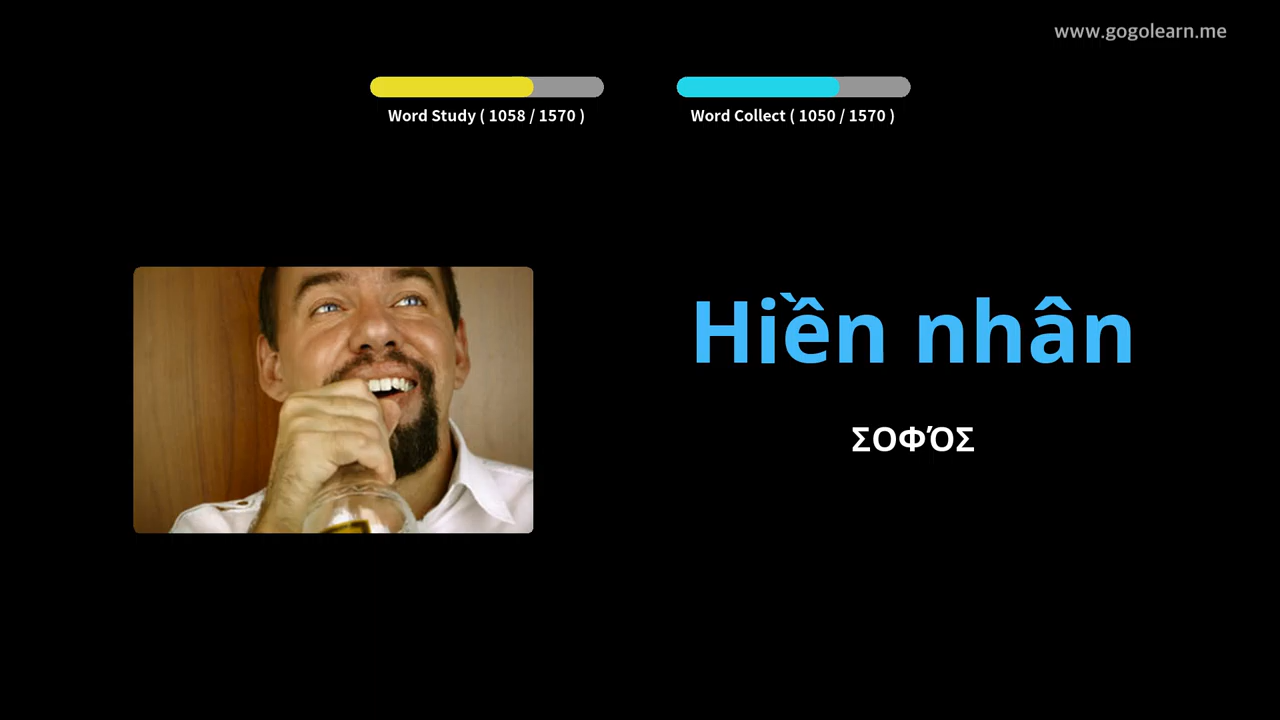 www.gogolearn.me
Word Study ( 1058 / 1570 )
Word Collect ( 1050 / 1570 )
Hiền nhân
ΣΟΦΌΣ